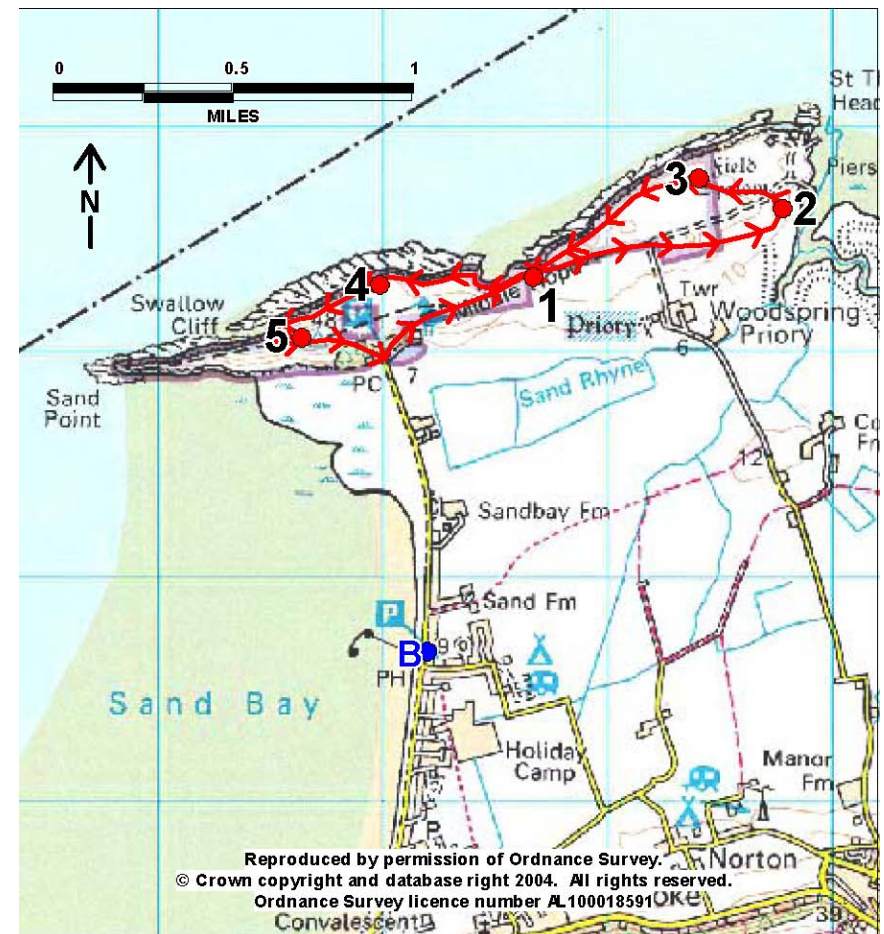 0 0.5 1
MILES
N
St
Head
Piers
3
2
4
1
5
Swallow
Cliff
Sand
Point
PC
7
10
Twr
Priory
Woodspring
Priory
6
Sand Rhyne
12
Sandbay Fm
Sand Fm
P
B
9
PH
Sand Bay
Holiday
Camp
Manor
Fm
P
Norton
Reproduced by permission of Ordnance Survey.
© Crown copyright and database right 2004. All rights reserved.
Ordnance Survey licence number AL100018591
Convalescent
39